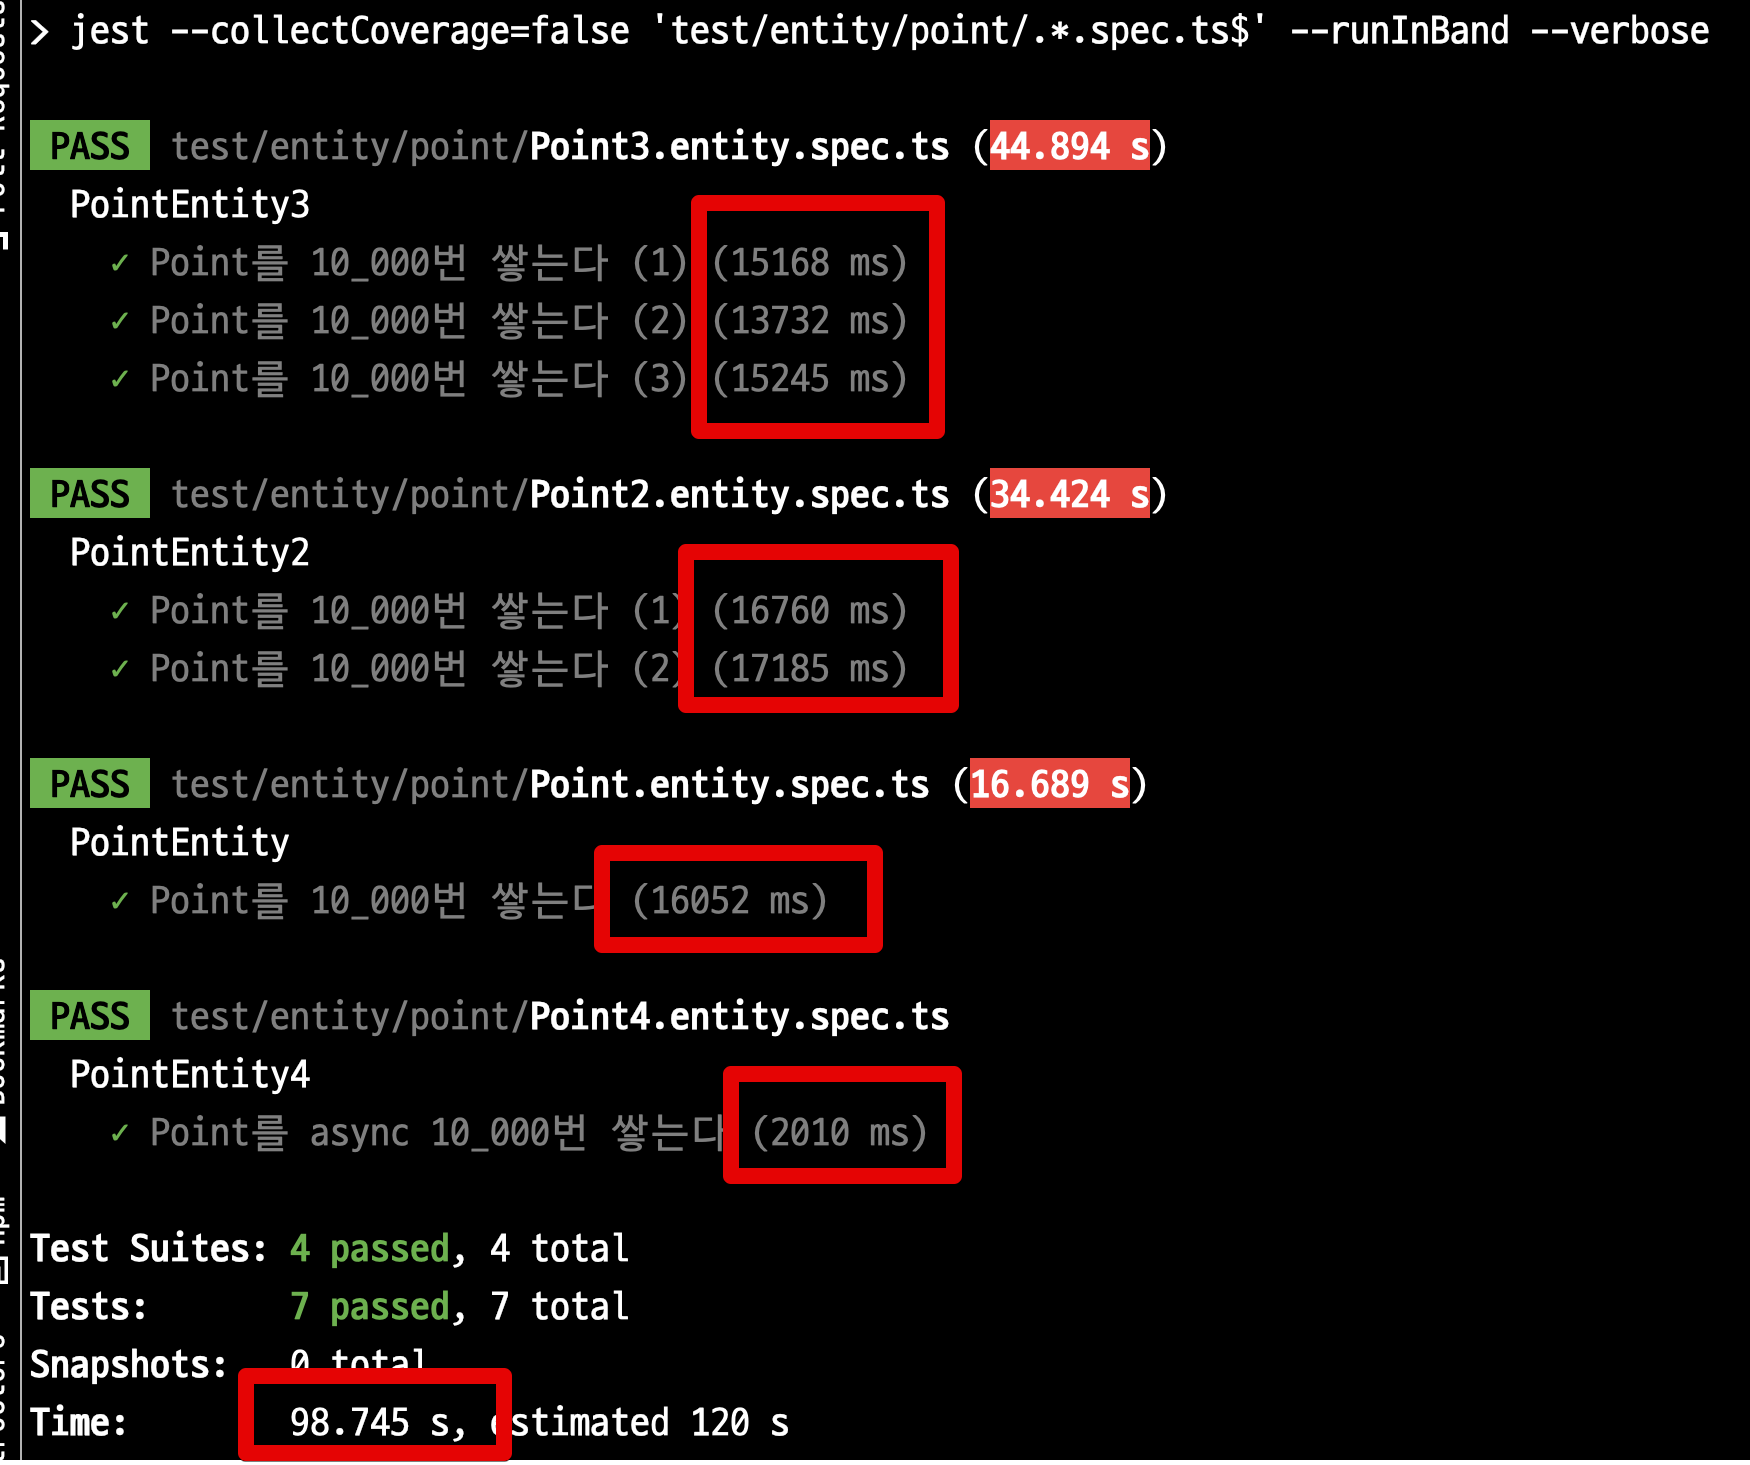 > jest --collectCoverage=false 'test/entity/point/.*.spec.ts$' --runInBand --verbose
PASS test/entity/point/Point3.entity.spec.ts (44.894 s)
PointEntity3
✓ Point를 10_000번 쌓는다 (1) (15168 ms)
✓ Point를 10_000번 쌓는다 (2) (13732 ms)
✓ Point를 10_000번 쌓는다 (3) (15245 ms)
PASS test/entity/point/Point2.entity.spec.ts (34.424 s)
PointEntity2
✓ Point를 10_000번 쌓는다 (1) (16760 ms)
✓ Point를 10_000번 쌓는다 (2) (17185 ms)
PASS test/entity/point/Point.entity.spec.ts (16.689 s)
PointEntity
✓ Point를 10_000번 쌓는다 (16052 ms)
PASS test/entity/point/Point4.entity.spec.ts
PointEntity4
✓ Point를 async 10_000번 쌓는다 (2010 ms)
Test Suites: 4 passed, 4 total
Tests: 7 passed, 7 total
Snapshots: 0 total
Time: 98.745 s, estimated 120 s